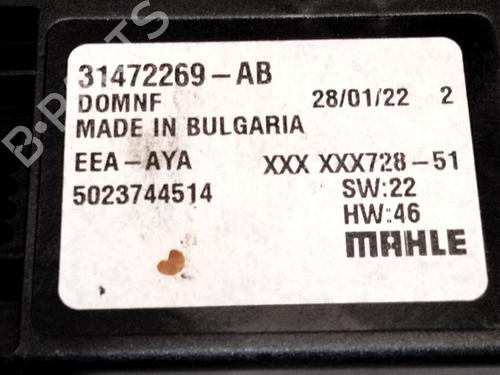 31472269-AB
DOMNF 28/01/22 2
MADE IN BULGARIA
EEA-AYA XXX XXX728-51
5023744514 SW:22
HW:46
MAHLE
B-PARTS